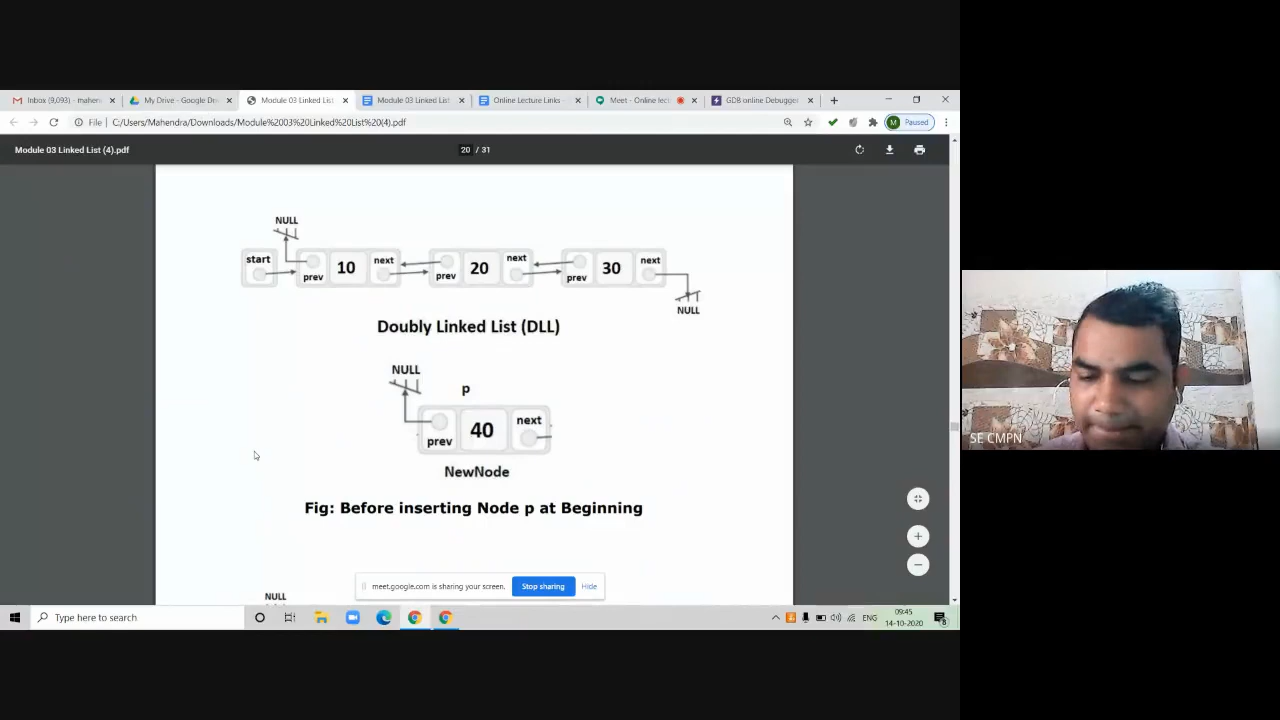 Inbox (9,093) - mahen
My Drive - Google Dri
Module 03 Linked List
Module 03 Linked List
Online Lecture Links -
Meet - Online lec
GDB online Debugger
File
C:/Users/Mahendra/Downloads/Module%2003%20Linked%20List%20(4).pdf
M
Paused
Module 03 Linked List (4).pdf
20 / 31
NULL
start
prev
10
next
prev
20
next
prev
30
next
NULL
Doubly Linked List (DLL)
NULL
p
prev
40
next
NewNode
Fig: Before inserting Node p at Beginning
NULL
meet.google.com is sharing your screen.
Stop sharing
Hide
SE CMPN
Type here to search
ENG
09:45
14-10-2020